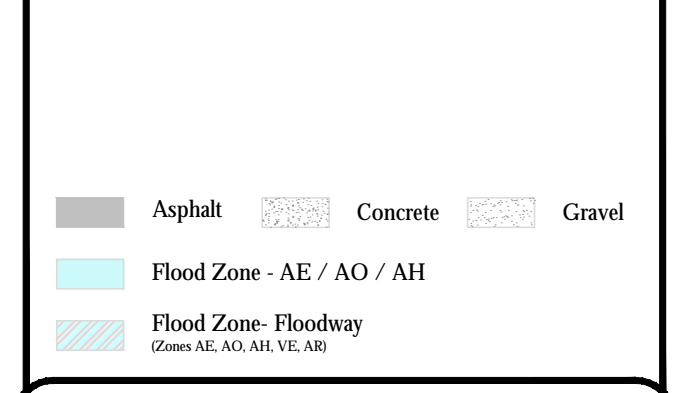 Asphalt Concrete Gravel
Flood Zone - AE / AO / AH
Flood Zone- Floodway
(Zones AE, AO, AH, VE, AR)